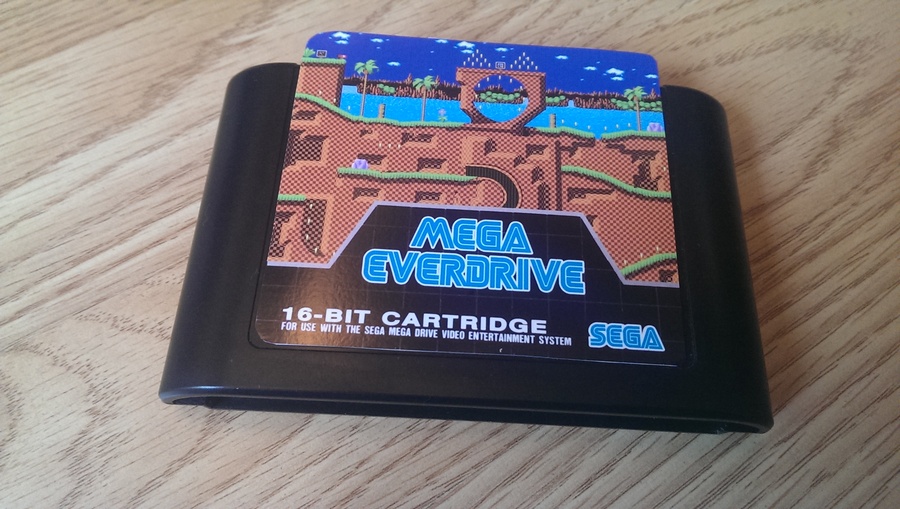 MEGA
EVERDRIVE
16-BIT CARTRIDGE
FOR USE WITH THE SEGA MEGA DRIVE VIDEO ENTERTAINMENT SYSTEM
SEGA